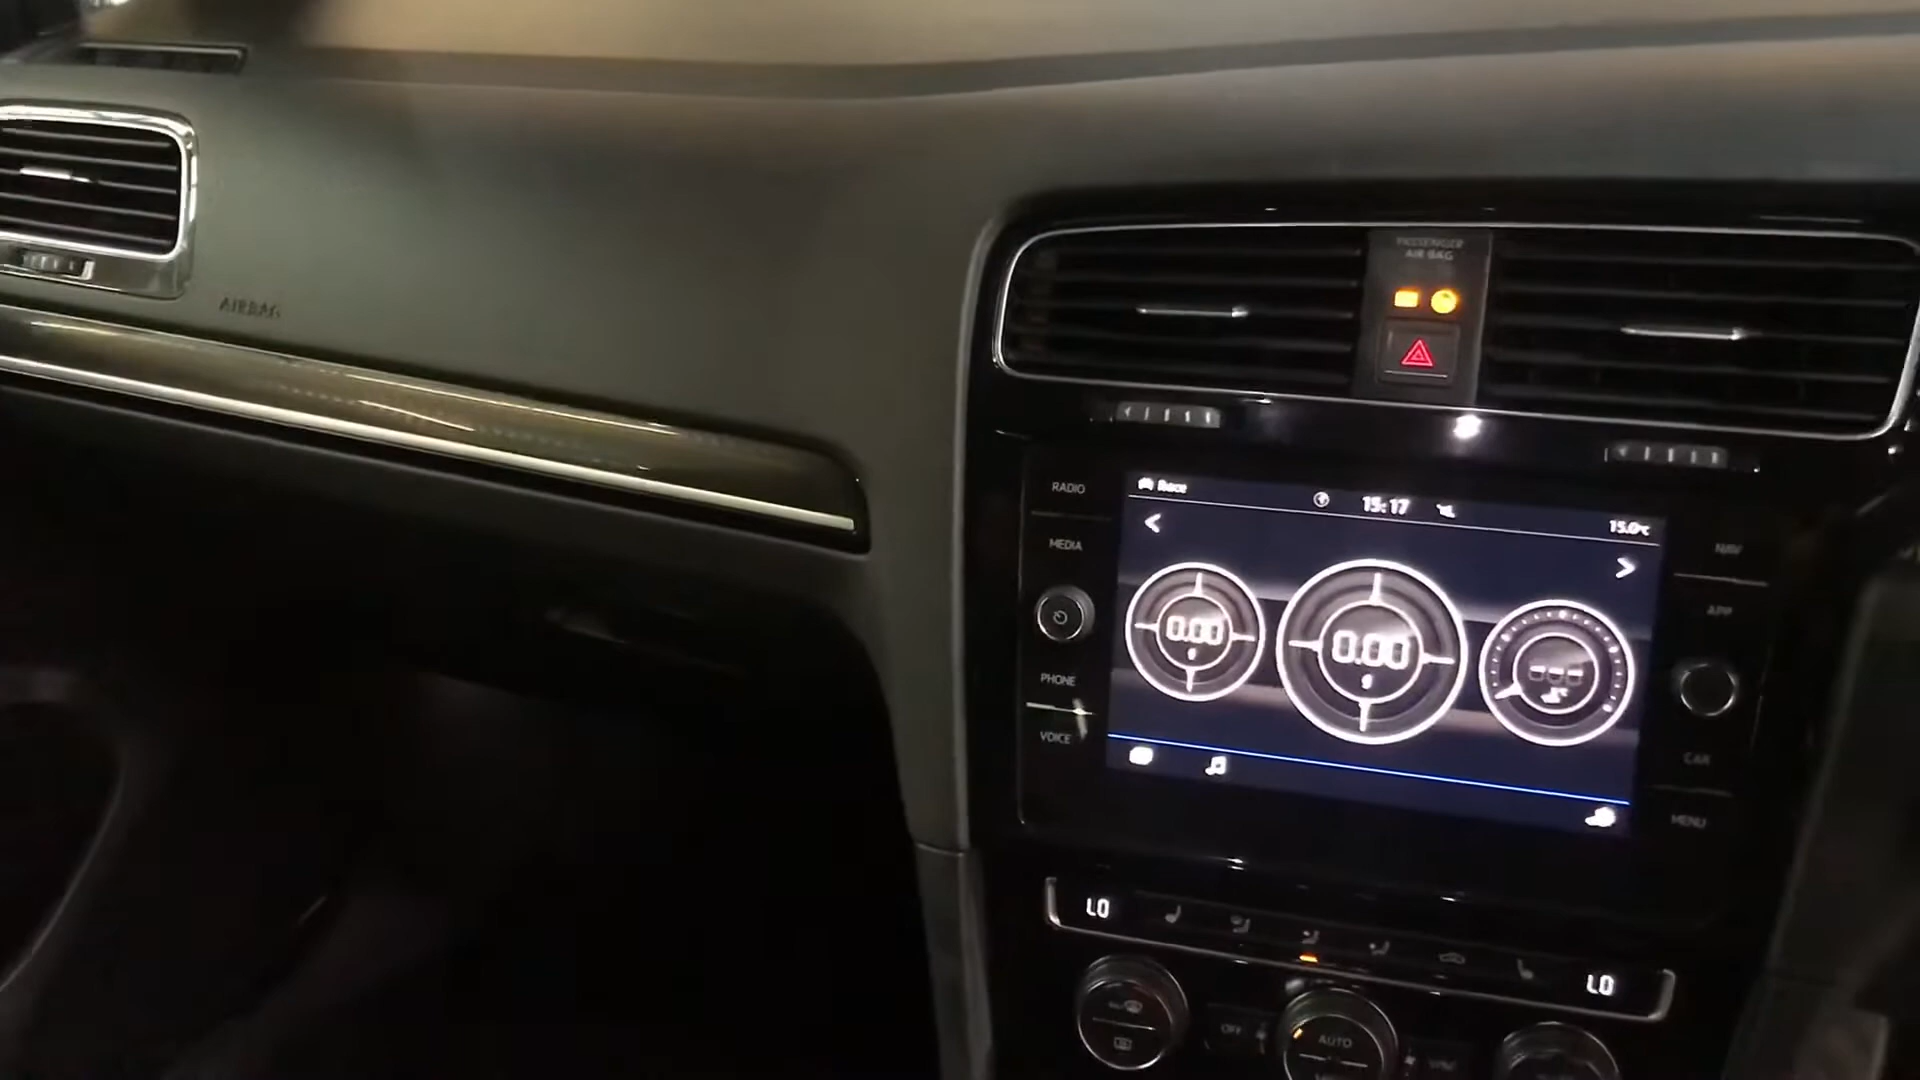 PASSENGER
AIR BAG
AIRBAG
RADIO
MEDIA
PHONE
VOICE
Race
15:17
15.0°C
0.00
g
0.00
g
---
NAV
APP
CAR
MENU
LO
LO
OFF
AUTO